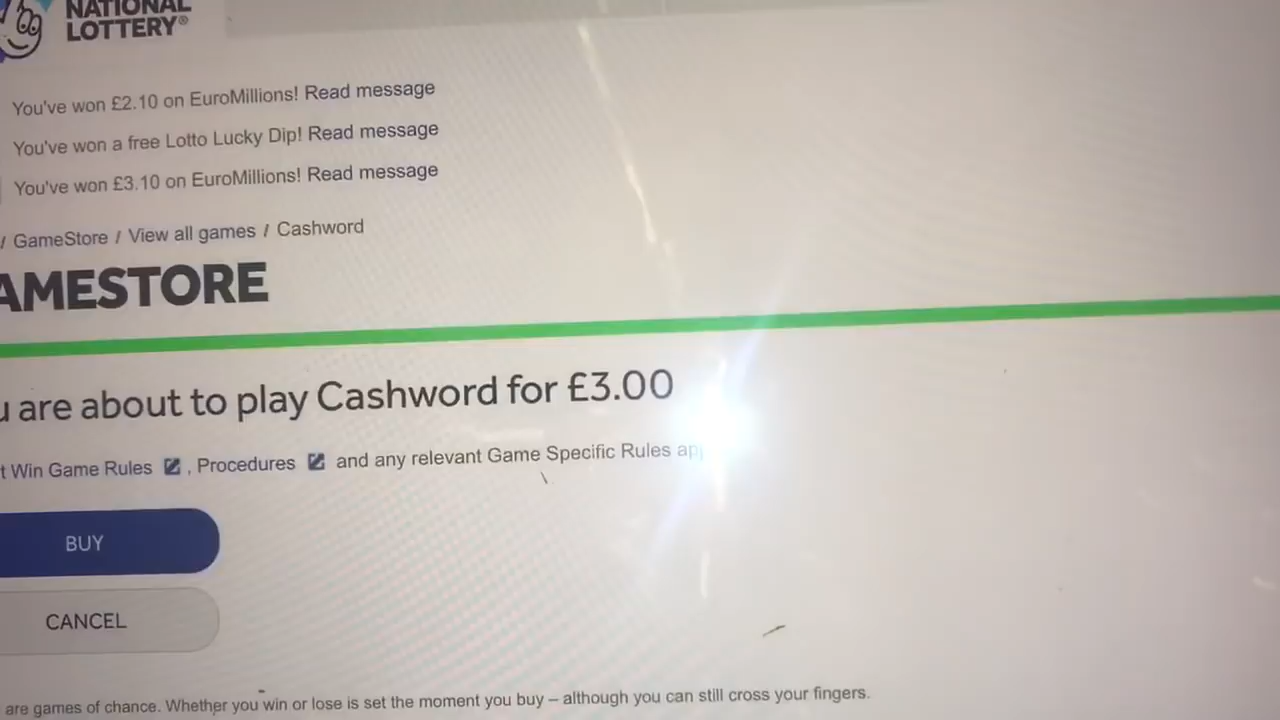 NATIONAL
LOTTERY®
You've won £2.10 on EuroMillions! Read message
You've won a free Lotto Lucky Dip! Read message
You've won £3.10 on EuroMillions! Read message
/ GameStore / View all games / Cashword
AMESTORE
u are about to play Cashword for £3.00
t Win Game Rules , Procedures and any relevant Game Specific Rules ap
BUY
CANCEL
are games of chance. Whether you win or lose is set the moment you buy – although you can still cross your fingers.